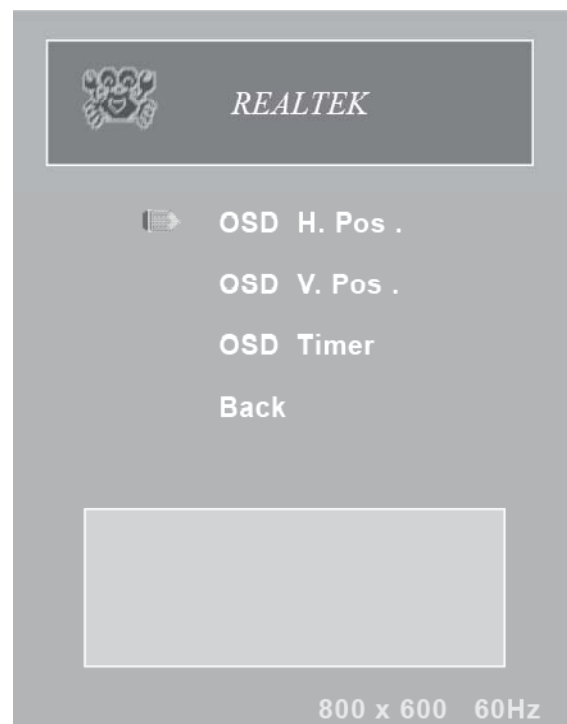 REALTEK
OSD H. Pos .
OSD V. Pos .
OSD Timer
Back
800 x 600 60Hz